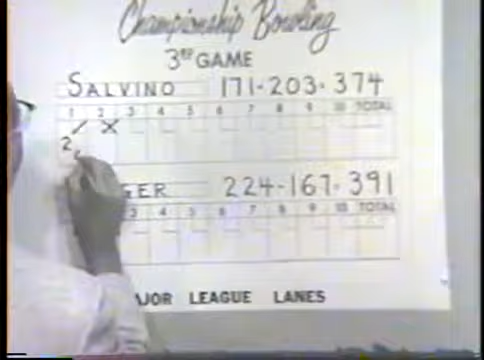 Championship Bowling
3RD GAME
SALVINO 171-203-374
1 2 3 4 5 6 7 8 9 10 TOTAL
/ X
2
GER 224-167-391
3 4 5 6 7 8 9 10 TOTAL
AJOR LEAGUE LANES